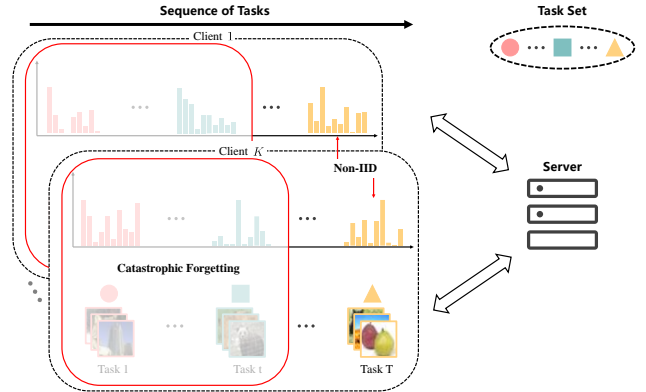 Sequence of Tasks
Task Set
Client 1
Client K
Non-IID
Server
Catastrophic Forgetting
Task 1
Task t
Task T